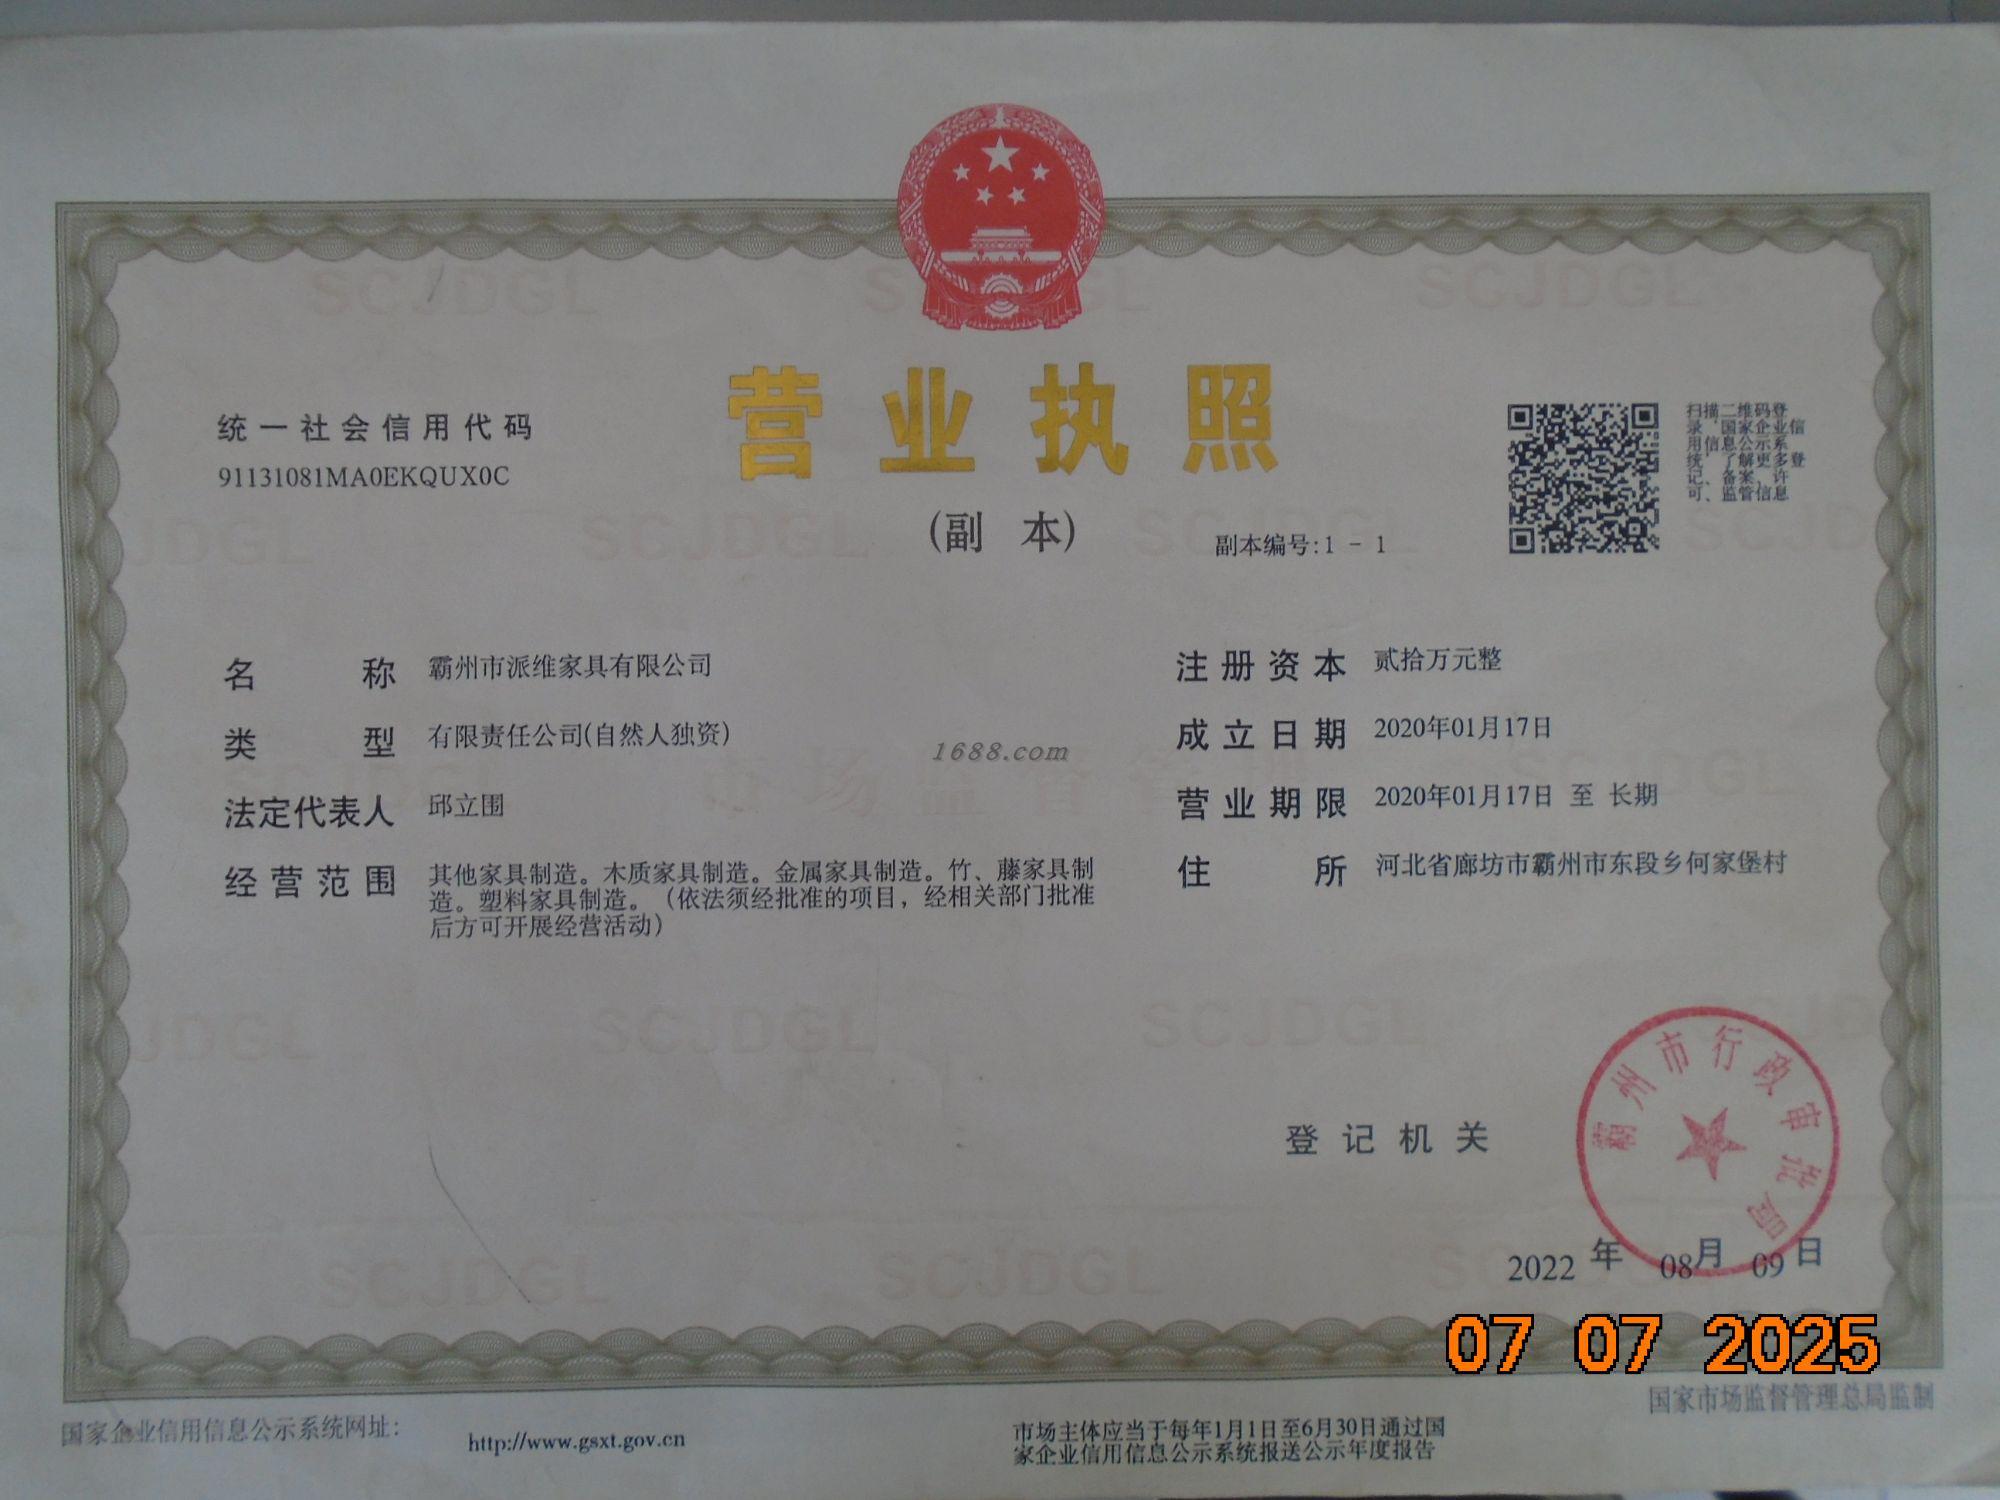 统一社会信用代码
91131081MA0EKQUX0C
营业执照
(副 本)
副本编号:1 - 1
扫描二维码登
录'国家企业信
用信息公示系
统'了解更多登
记、备案、许
可、监管信息
名 称 霸州市派维家具有限公司
类 型 有限责任公司(自然人独资)
法定代表人 邱立围
经营范围 其他家具制造。木质家具制造。金属家具制造。竹、藤家具制
造。塑料家具制造。(依法须经批准的项目，经相关部门批准
后方可开展经营活动)
注册资本 贰拾万元整
成立日期 2020年01月17日
营业期限 2020年01月17日 至 长期
住 所 河北省廊坊市霸州市东段乡何家堡村
1688.com
SCJDGL
市场监督管理
登记机关
霸州市行政审批局
2022 年 08月 09日
07 07 2025
国家企业信用信息公示系统网址:
http://www.gsxt.gov.cn
市场主体应当于每年1月1日至6月30日通过国
家企业信用信息公示系统报送公示年度报告
国家市场监督管理总局监制